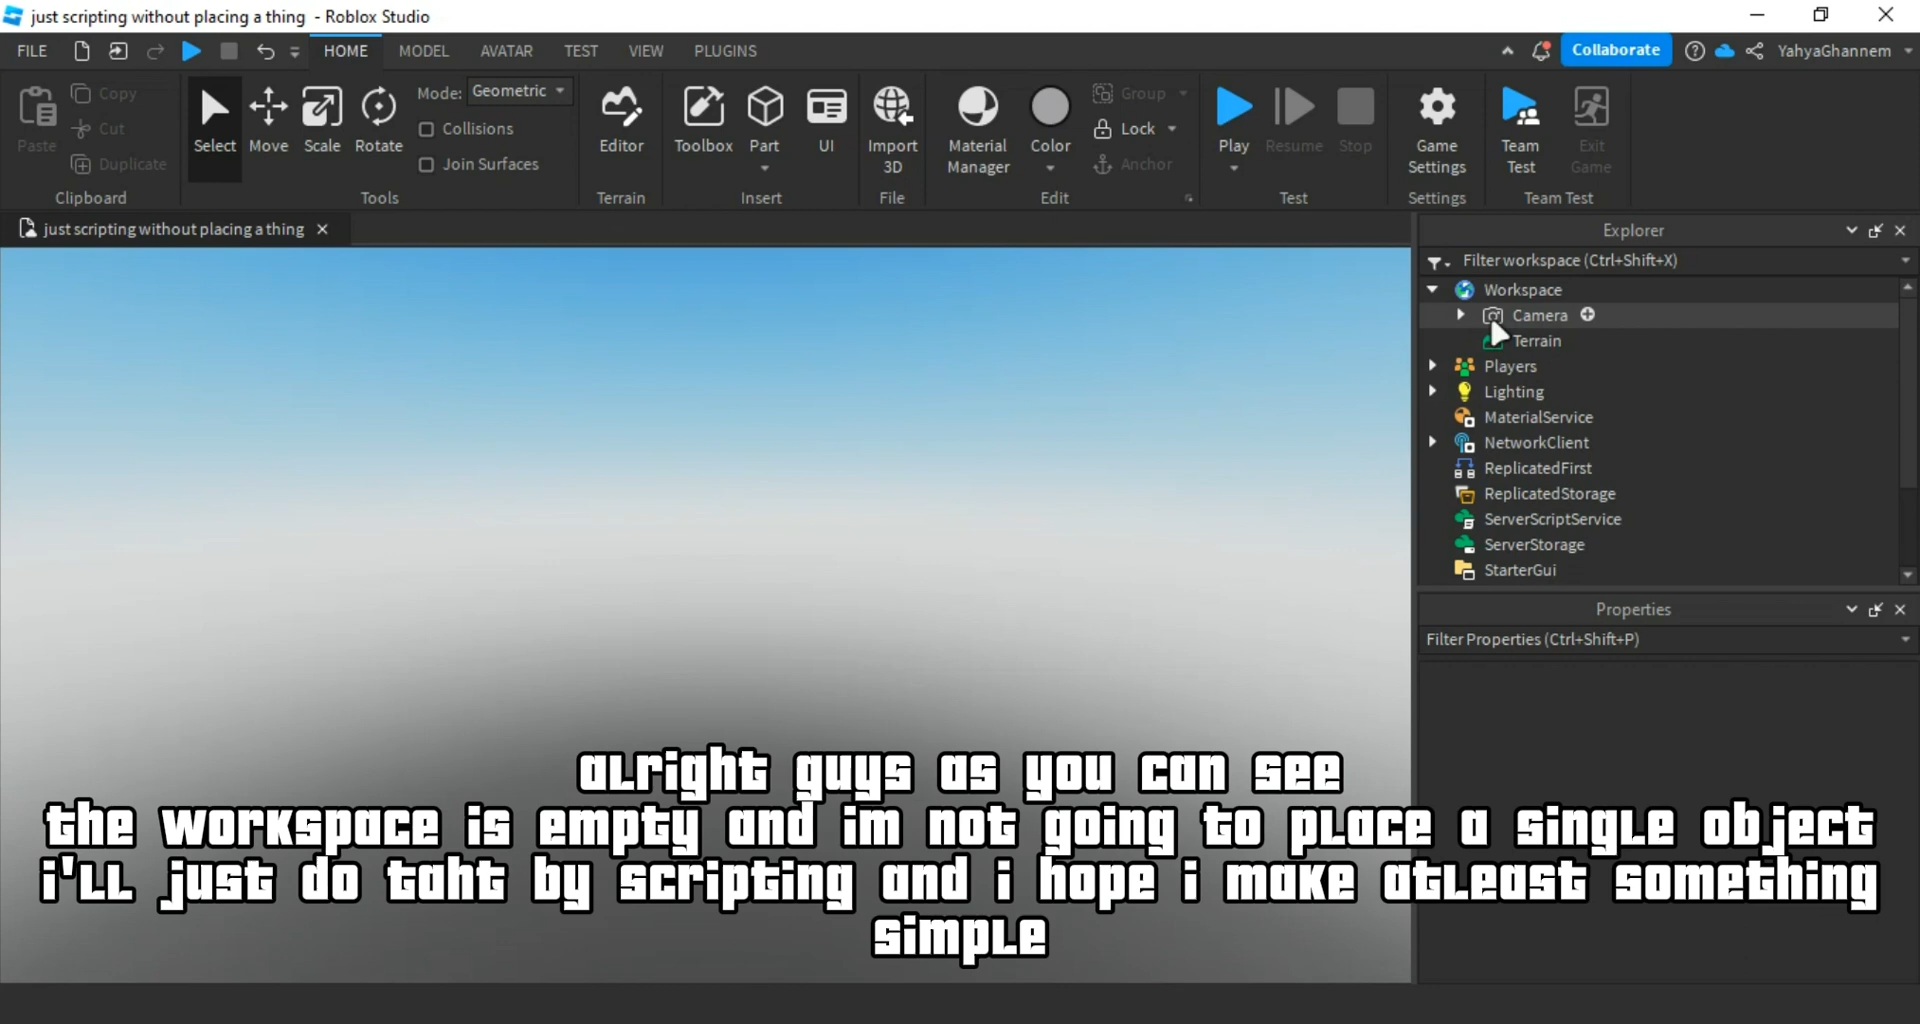 just scripting without placing a thing - Roblox Studio
FILE HOME MODEL AVATAR TEST VIEW PLUGINS Collaborate YahyaGhannem
Paste Copy Cut Duplicate
Clipboard
Select Move Scale Rotate
Mode: Geometric
Collisions
Join Surfaces
Tools
Editor
Terrain
Toolbox Part UI
Insert
Import 3D
File
Material Manager Color
Group
Lock
Anchor
Edit
Play Resume Stop
Test
Game Settings
Settings
Team Test Exit Game
Team Test
just scripting without placing a thing
Explorer
Filter workspace (Ctrl+Shift+X)
Workspace
Camera
Terrain
Players
Lighting
MaterialService
NetworkClient
ReplicatedFirst
ReplicatedStorage
ServerScriptService
ServerStorage
StarterGui
Properties
Filter Properties (Ctrl+Shift+P)
alright guys as you can see
the workspace is empty and im not going to place a single object
i'll just do taht by scripting and i hope i make atleast something
simple